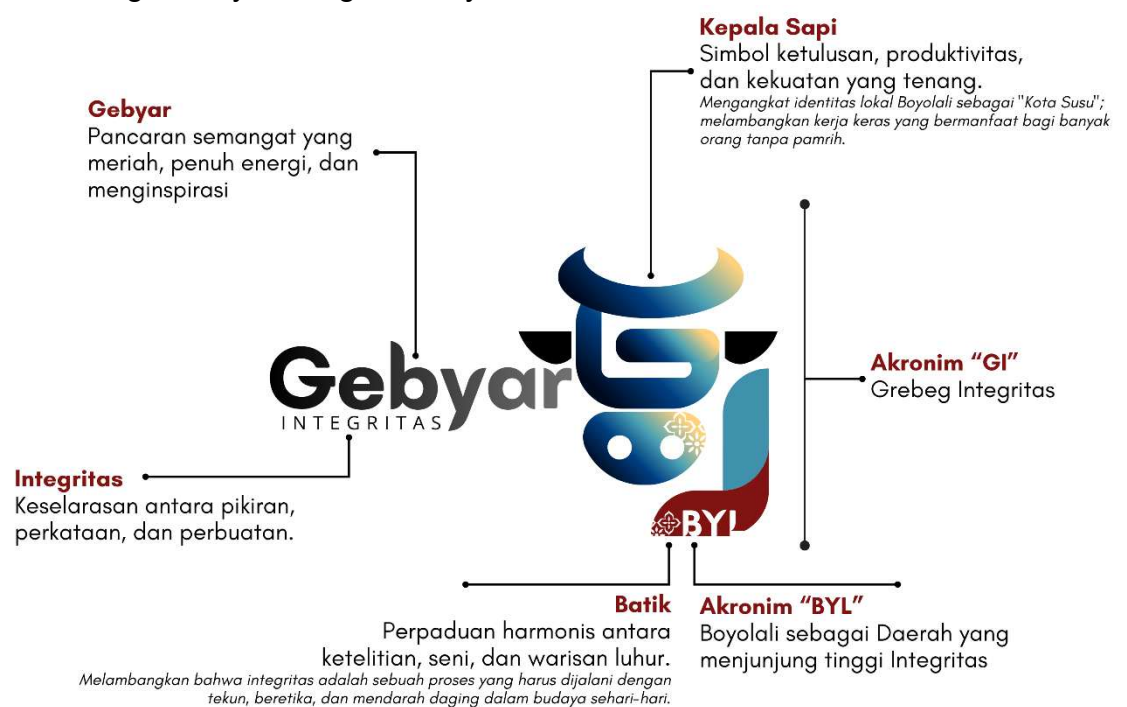 Kepala Sapi
Simbol ketulusan, produktivitas,
dan kekuatan yang tenang.
Mengangkat identitas lokal Boyolali sebagai "Kota Susu";
melambangkan kerja keras yang bermanfaat bagi banyak
orang tanpa pamrih.
Gebyar
Pancaran semangat yang
meriah, penuh energi, dan
menginspirasi
Gebyar
INTEGRITAS
Akronim “GI”
Grebeg Integritas
Integritas
Keselarasan antara pikiran,
perkataan, dan perbuatan.
BYL
Batik
Perpaduan harmonis antara
ketelitian, seni, dan warisan luhur.
Melambangkan bahwa integritas adalah sebuah proses yang harus dijalani dengan
tekun, beretika, dan mendarah daging dalam budaya sehari-hari.
Akronim “BYL”
Boyolali sebagai Daerah yang
menjunjung tinggi Integritas